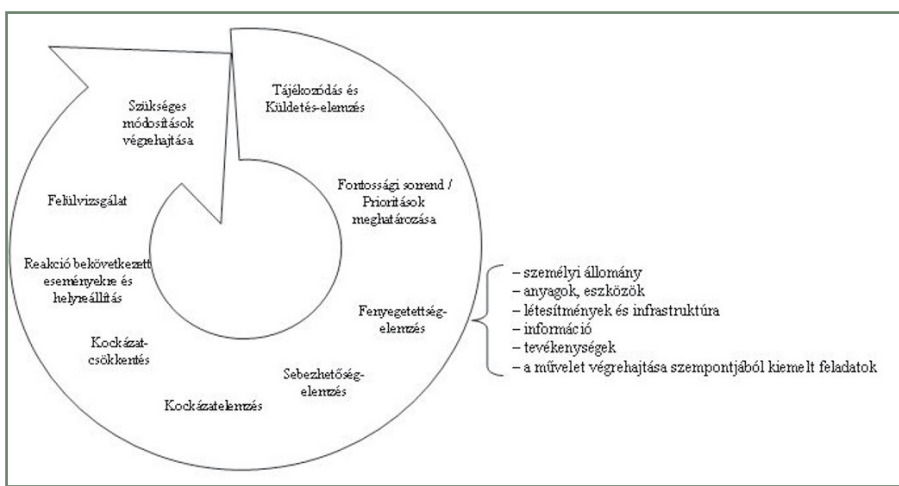 Tájékozódás és
Küldetés-elemzés
Fontossági sorrend /
Prioritások
meghatározása
Fenyegetettség-
elemzés
– személyi állomány
– anyagok, eszközök
– létesítmények és infrastruktúra
– információ
– tevékenységek
– a művelet végrehajtása szempontjából kiemelt feladatok
Sebezhetőség-
elemzés
Kockázatelemzés
Kockázat-
csökkentés
Reakció bekövetkezett
eseményekre és
helyreállítás
Felülvizsgálat
Szükséges
módosítások
végrehajtása